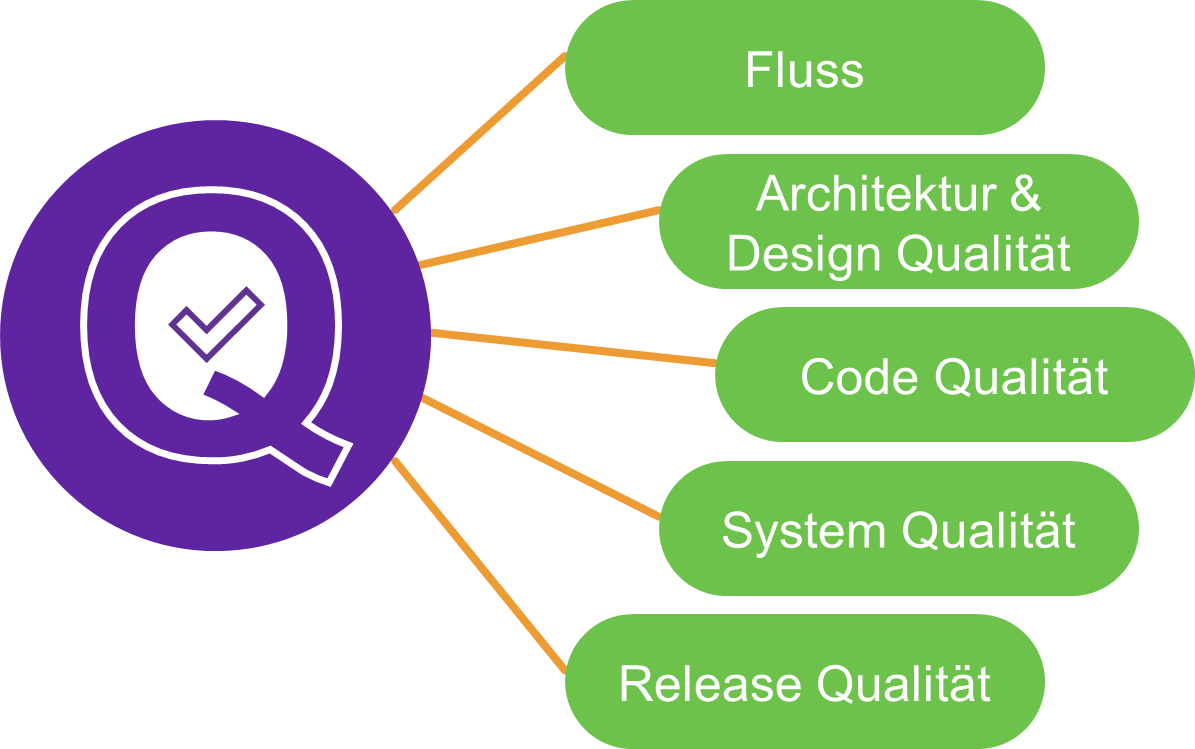 Q
Fluss
Architektur &
Design Qualität
Code Qualität
System Qualität
Release Qualität